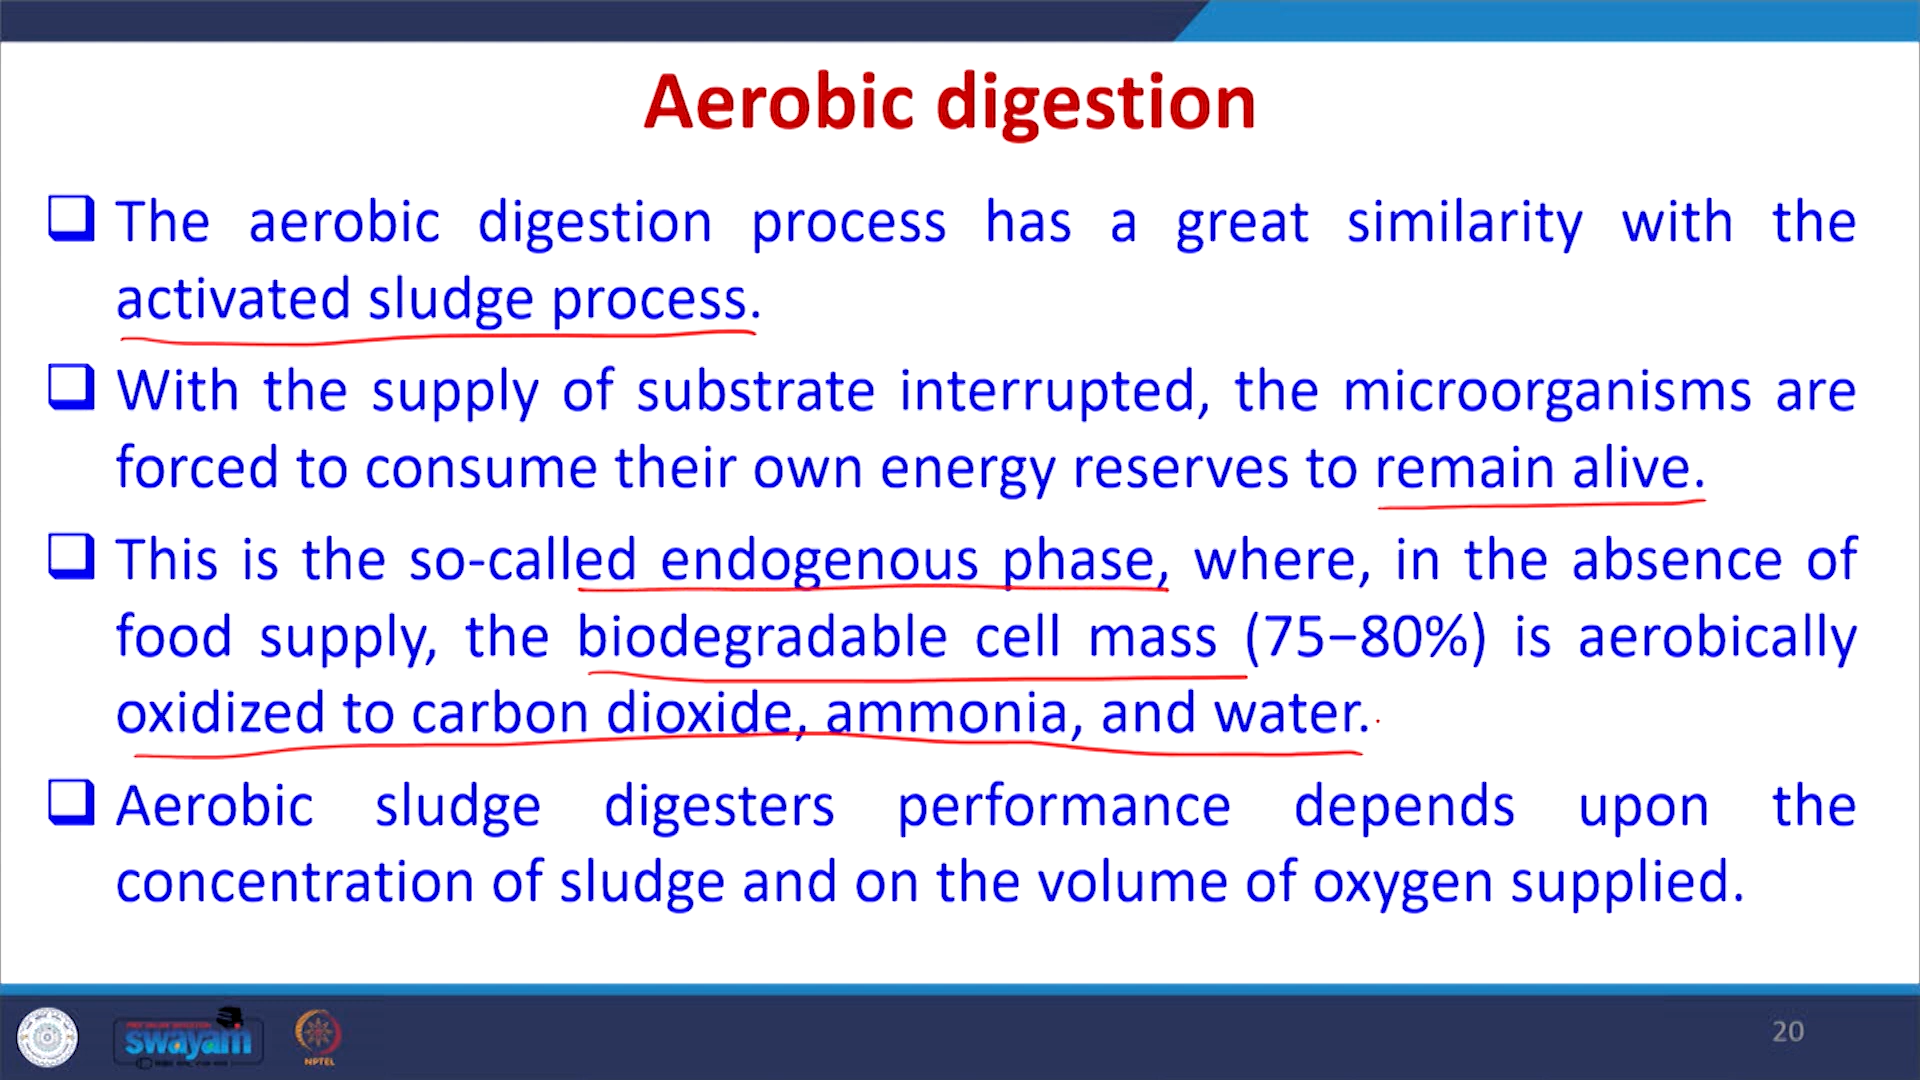 Aerobic digestion
The aerobic digestion process has a great similarity with the
activated sludge process.
With the supply of substrate interrupted, the microorganisms are
forced to consume their own energy reserves to remain alive.
This is the so-called endogenous phase, where, in the absence of
food supply, the biodegradable cell mass (75–80%) is aerobically
oxidized to carbon dioxide, ammonia, and water.
Aerobic sludge digesters performance depends upon the
concentration of sludge and on the volume of oxygen supplied.
swayam
NPTEL
20